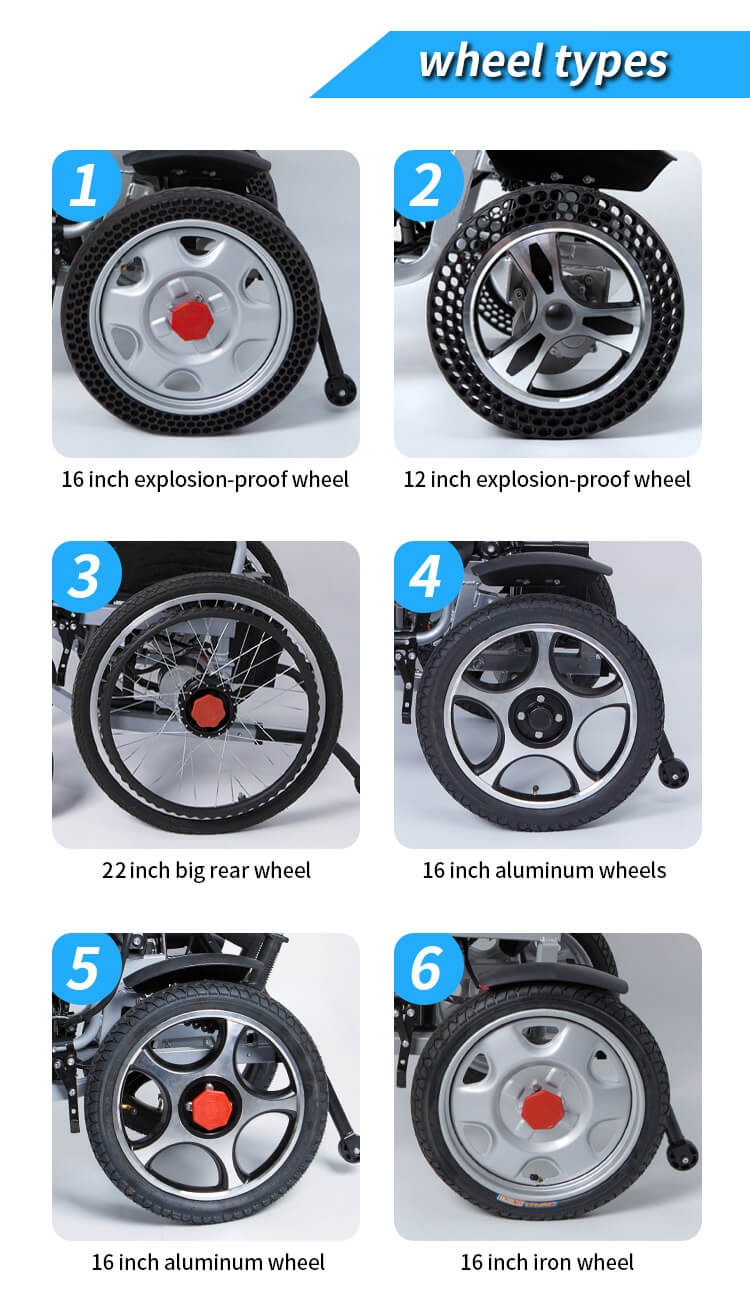 wheel types
1
2
16 inch explosion-proof wheel
12 inch explosion-proof wheel
3
4
22 inch big rear wheel
16 inch aluminum wheels
5
6
16 inch aluminum wheel
16 inch iron wheel